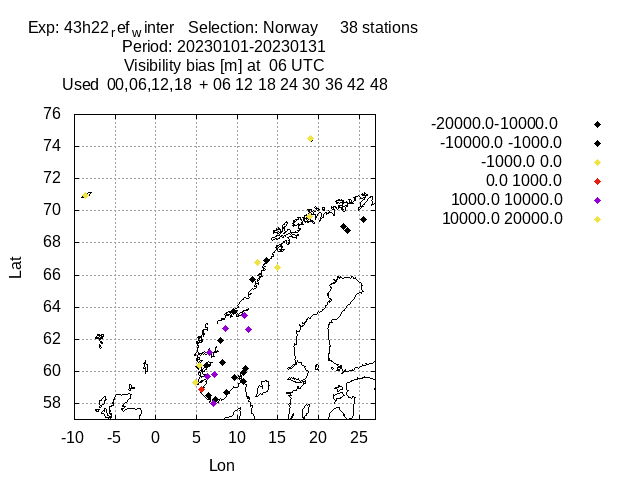 Exp: 43h22ref_winter   Selection: Norway     38 stations
Period: 20230101-20230131
Visibility bias [m] at  06 UTC
Used  00,06,12,18  + 06 12 18 24 30 36 42 48
-20000.0-10000.0
-10000.0 -1000.0
-1000.0 0.0
0.0 1000.0
1000.0 10000.0
10000.0 20000.0
76
74
72
70
68
66
64
62
60
58
Lat
-10 -5 0 5 10 15 20 25
Lon